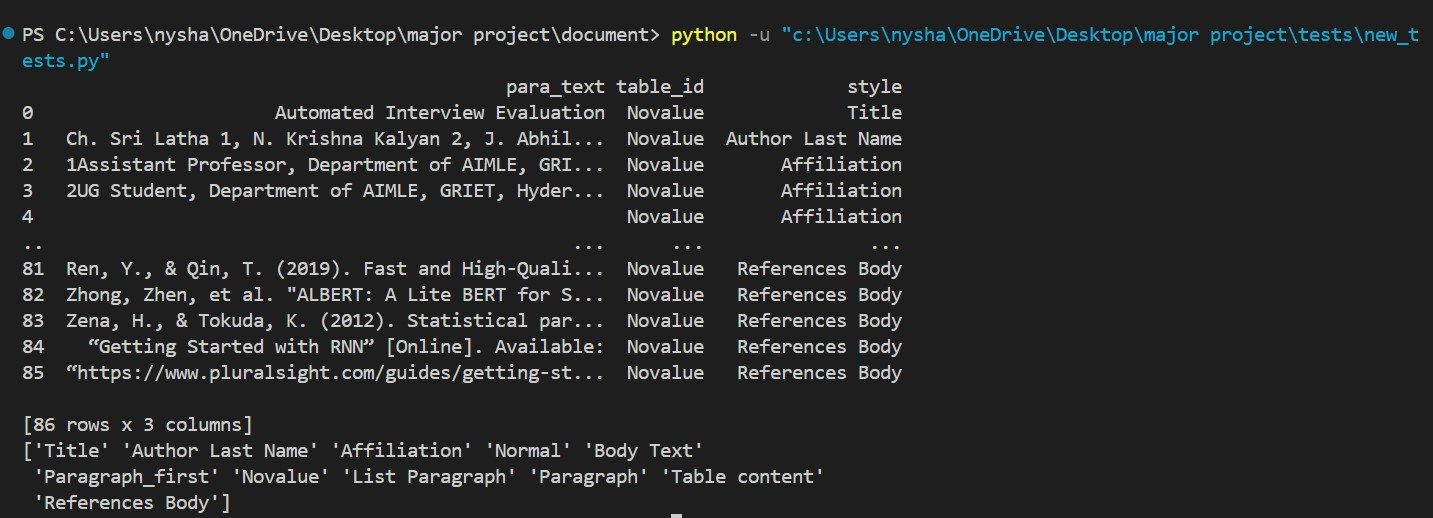 PS C:\Users\nysha\OneDrive\Desktop\major project\document> python -u "c:\Users\nysha\OneDrive\Desktop\major project\tests\new_t
ests.py"
para_text table_id style
0 Automated Interview Evaluation Novalue Title
1 Ch. Sri Latha 1, N. Krishna Kalyan 2, J. Abhil... Novalue Author Last Name
2 1Assistant Professor, Department of AIMLE, GRI... Novalue Affiliation
3 2UG Student, Department of AIMLE, GRIET, Hyder... Novalue Affiliation
4 Novalue Affiliation
.. ... ... ...
81 Ren, Y., & Qin, T. (2019). Fast and High-Quali... Novalue References Body
82 Zhong, Zhen, et al. "ALBERT: A Lite BERT for S... Novalue References Body
83 Zena, H., & Tokuda, K. (2012). Statistical par... Novalue References Body
84 “Getting Started with RNN” [Online]. Available: Novalue References Body
85 “https://www.pluralsight.com/guides/getting-st... Novalue References Body
[86 rows x 3 columns]
['Title' 'Author Last Name' 'Affiliation' 'Normal' 'Body Text'
'Paragraph_first' 'Novalue' 'List Paragraph' 'Paragraph' 'Table content'
'References Body']